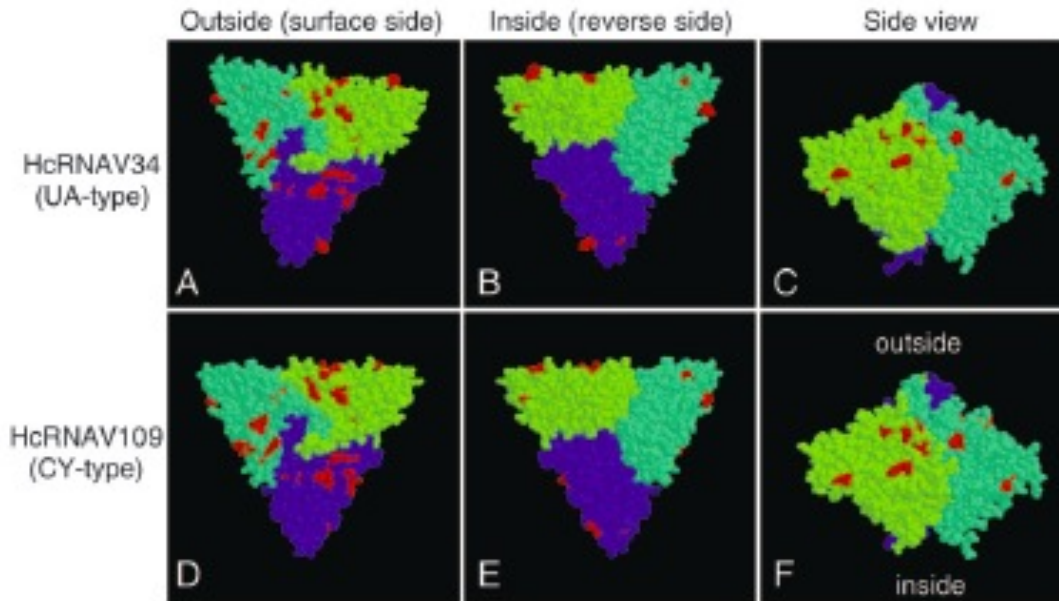 Outside (surface side)
Inside (reverse side)
Side view
HcRNAV34
(UA-type)
A
B
C
HcRNAV109
(CY-type)
D
E
outside
F
inside